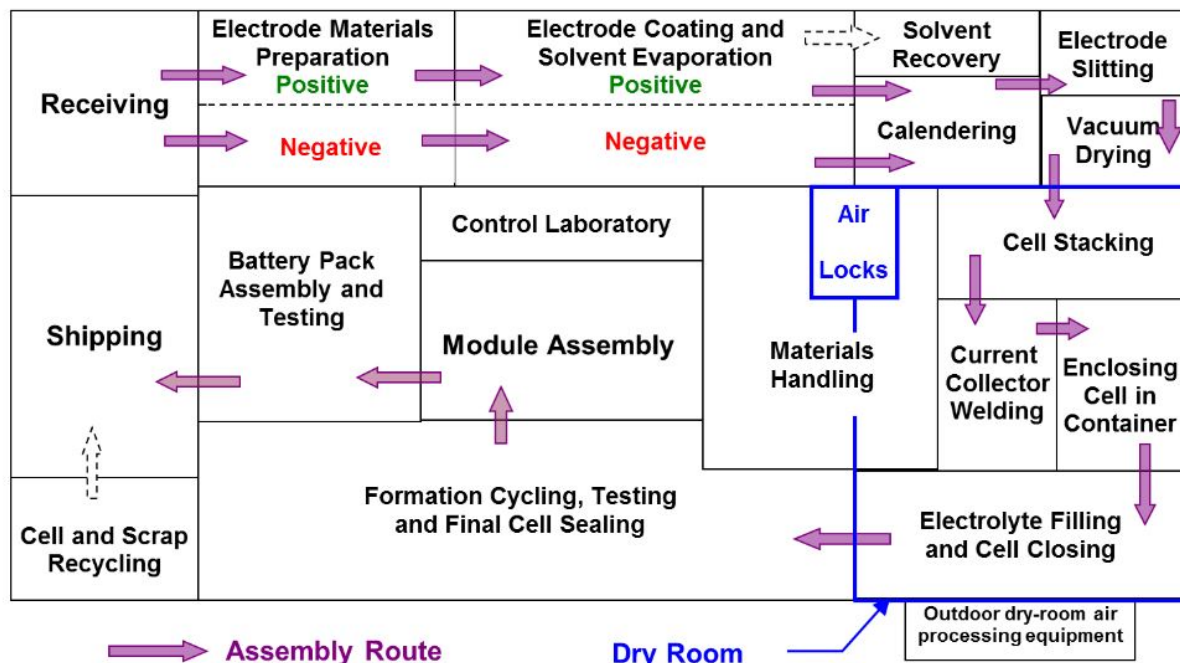 Receiving
Electrode Materials
Preparation
Positive
Negative
Electrode Coating and
Solvent Evaporation
Positive
Negative
Solvent
Recovery
Calendering
Electrode
Slitting
Vacuum
Drying
Shipping
Battery Pack
Assembly and
Testing
Control Laboratory
Module Assembly
Materials
Handling
Air
Locks
Cell Stacking
Current
Collector
Welding
Enclosing
Cell in
Container
Cell and Scrap
Recycling
Formation Cycling, Testing
and Final Cell Sealing
Electrolyte Filling
and Cell Closing
Outdoor dry-room air
processing equipment
Assembly Route
Dry Room